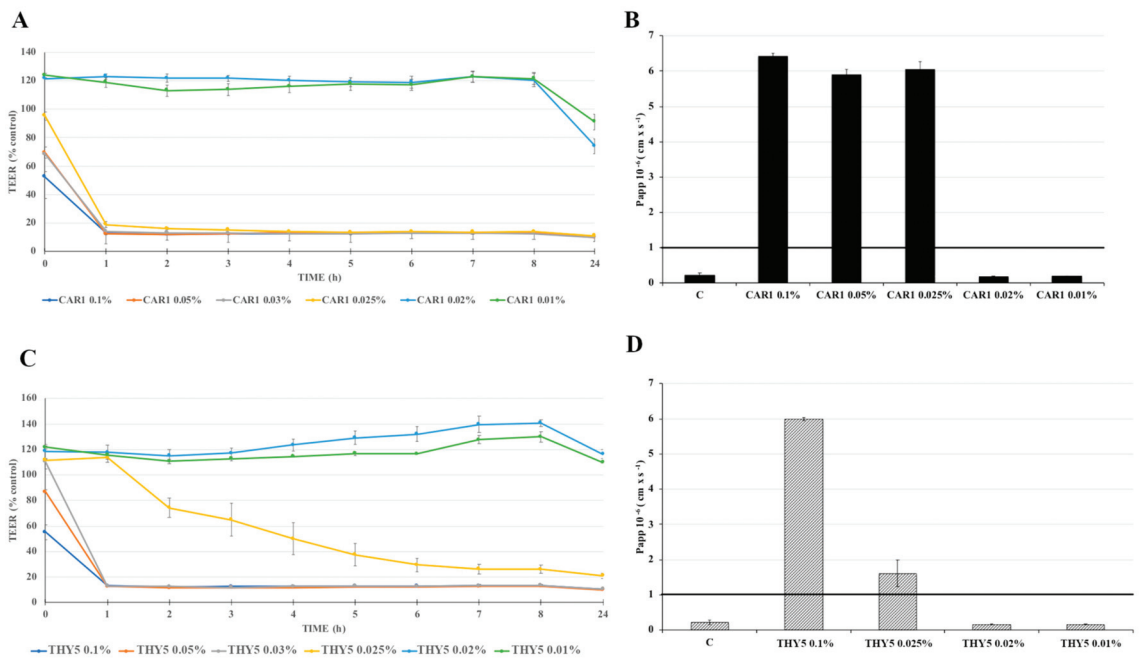 A
TEER (% control)
140
120
100
80
60
40
20
0
0 1 2 3 4 5 6 7 8 24
TIME (h)
CAR1 0.1% CAR1 0.05% CAR1 0.03% CAR1 0.025% CAR1 0.02% CAR1 0.01%
B
Papp 10⁻⁶ ( cm x s⁻¹)
7
6
5
4
3
2
1
0
C CAR1 0.1% CAR1 0.05% CAR1 0.025% CAR1 0.02% CAR1 0.01%
C
TEER (% control)
160
140
120
100
80
60
40
20
0
0 1 2 3 4 5 6 7 8 24
TIME (h)
THY5 0.1% THY5 0.05% THY5 0.03% THY5 0.025% THY5 0.02% THY5 0.01%
D
Papp 10⁻⁶ ( cm x s⁻¹)
7
6
5
4
3
2
1
0
C THY5 0.1% THY5 0.025% THY5 0.02% THY5 0.01%